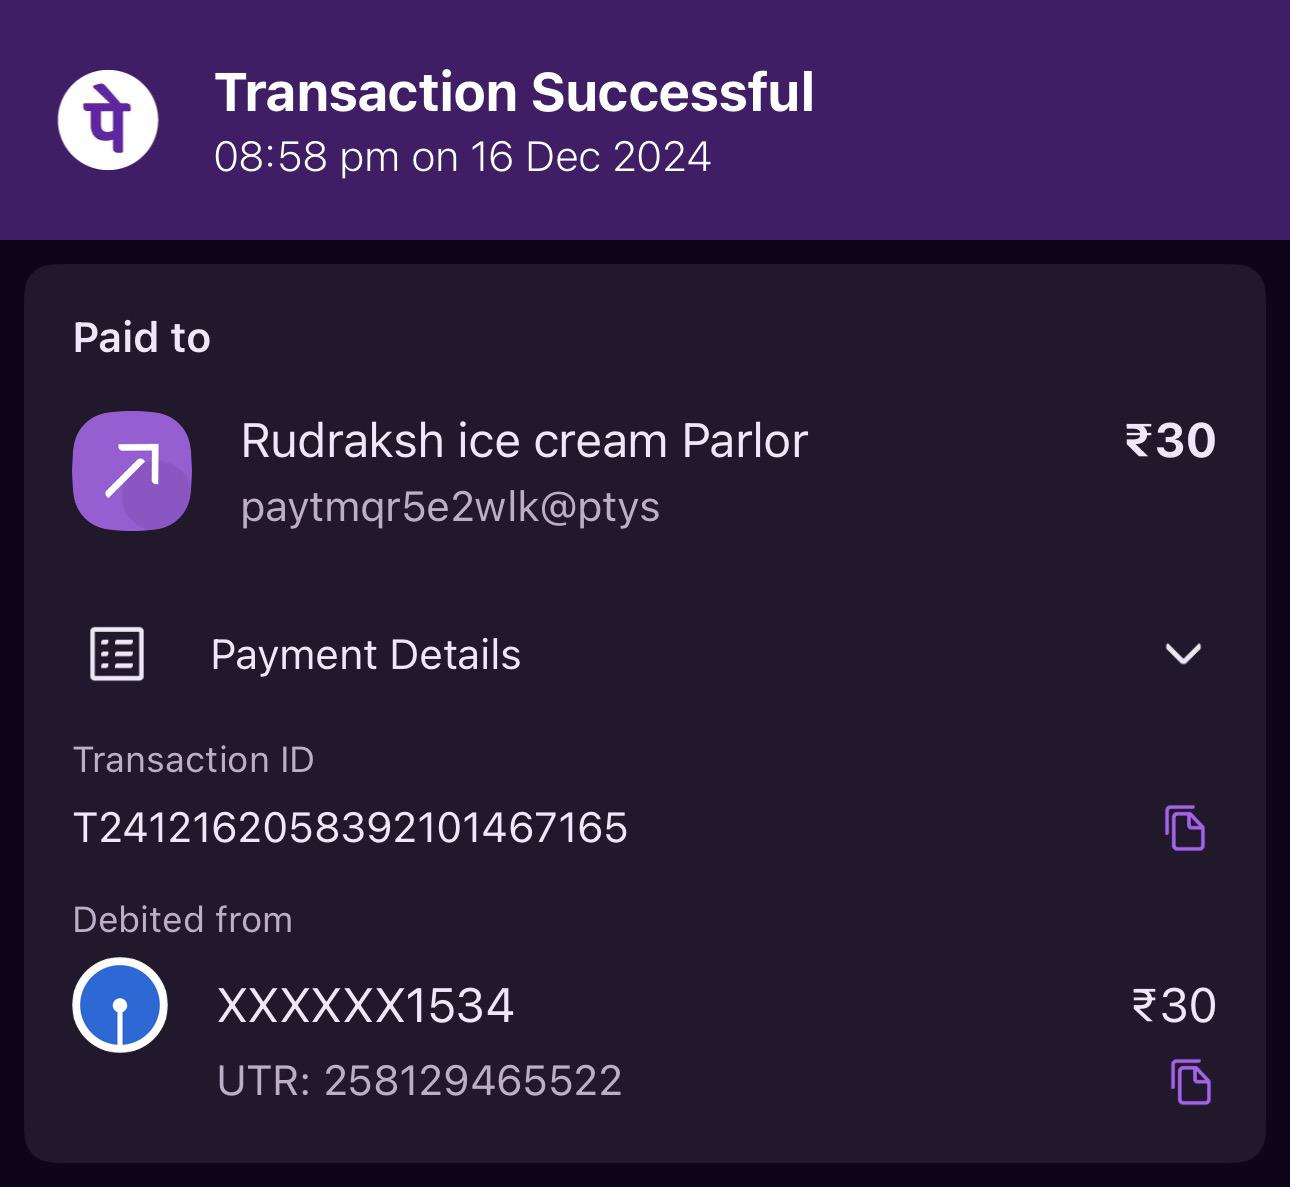 पे
Transaction Successful
08:58 pm on 16 Dec 2024
Paid to
Rudraksh ice cream Parlor ₹30
paytmqr5e2wlk@ptys
Payment Details
Transaction ID
T2412162058392101467165
Debited from
XXXXXX1534 ₹30
UTR: 258129465522